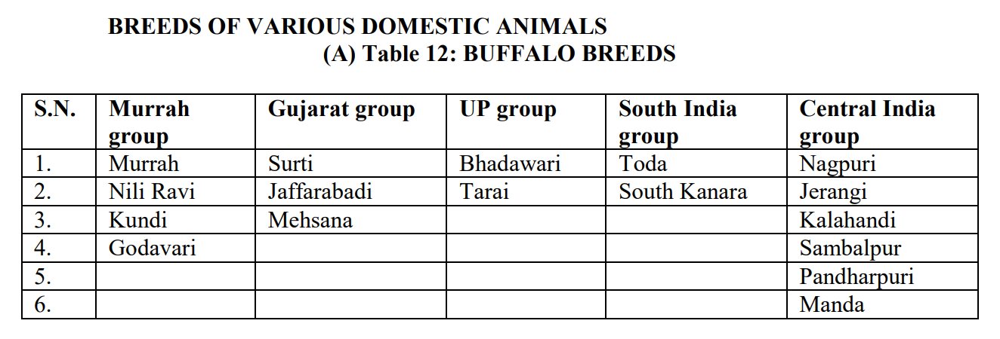 BREEDS OF VARIOUS DOMESTIC ANIMALS
(A) Table 12: BUFFALO BREEDS
S.N. Murrah group Gujarat group UP group South India group Central India group
1. Murrah Surti Bhadawari Toda Nagpuri
2. Nili Ravi Jaffarabadi Tarai South Kanara Jerangi
3. Kundi Mehsana Kalahandi
4. Godavari Sambalpur
5. Pandharpuri
6. Manda